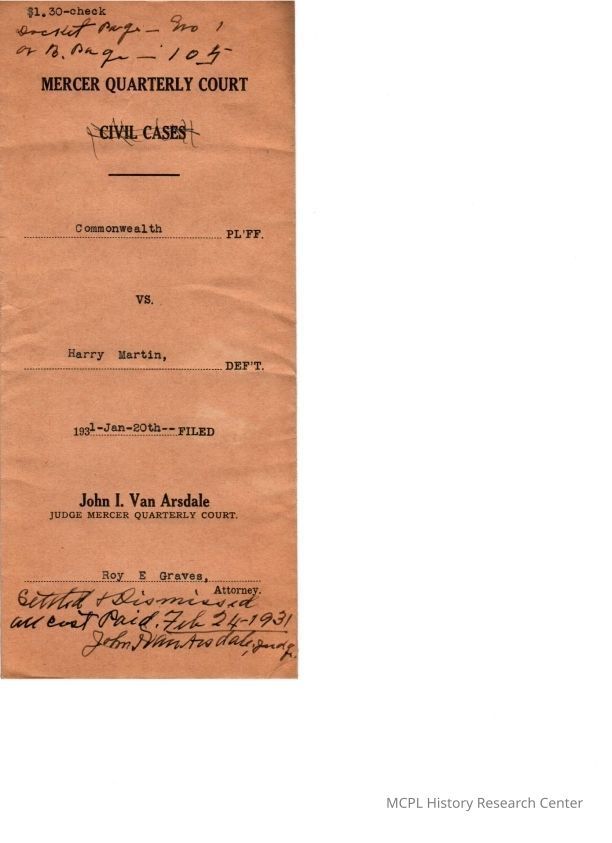 $1.30-check
Docket Page - No 1
or B. Page - 105
MERCER QUARTERLY COURT
CIVIL CASES
Commonwealth PL'FF.
VS.
Harry Martin, DEF'T.
1931-Jan-20th-- FILED
John I. Van Arsdale
JUDGE MERCER QUARTERLY COURT.
Roy E Graves,
Attorney.
Settled & Dismissed
all cost Paid. Feb 24-1931
John I Van Arsdale, Judge.
MCPL History Research Center